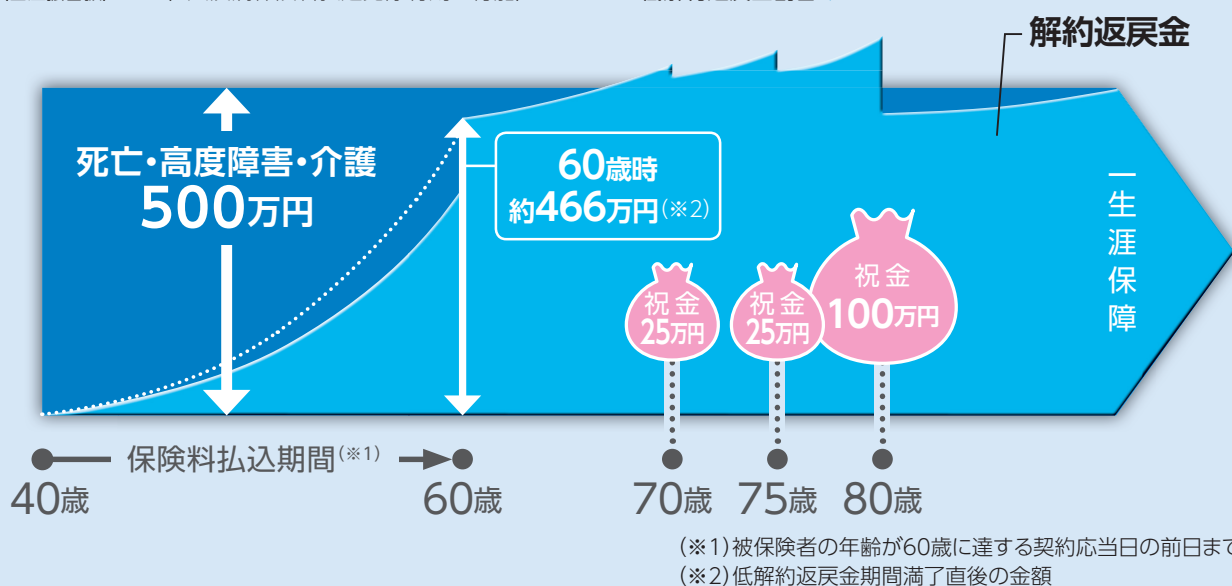 解約返戻金
死亡・高度障害・介護
500万円
60歳時
約466万円(※2)
祝金
25万円
祝金
25万円
祝金
100万円
一生涯保障
保険料払込期間(※1)
40歳
60歳
70歳
75歳
80歳
(※1)被保険者の年齢が60歳に達する契約応当日の前日まで
(※2)低解約返戻金期間満了直後の金額